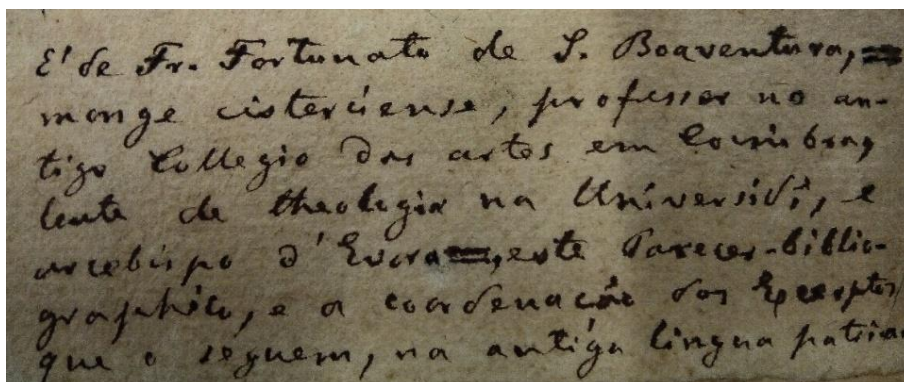 É de Fr. Fortunato de S. Boaventura,
monge cisterciense, professor no an-
tigo Collegio das artes em Coimbra,
lente de theologia na Universid.e, e
arcebispo d'Evora, este Parecer-biblio-
graphico, e a coordenação dos Excerptos
que o seguem, na antiga lingua patria